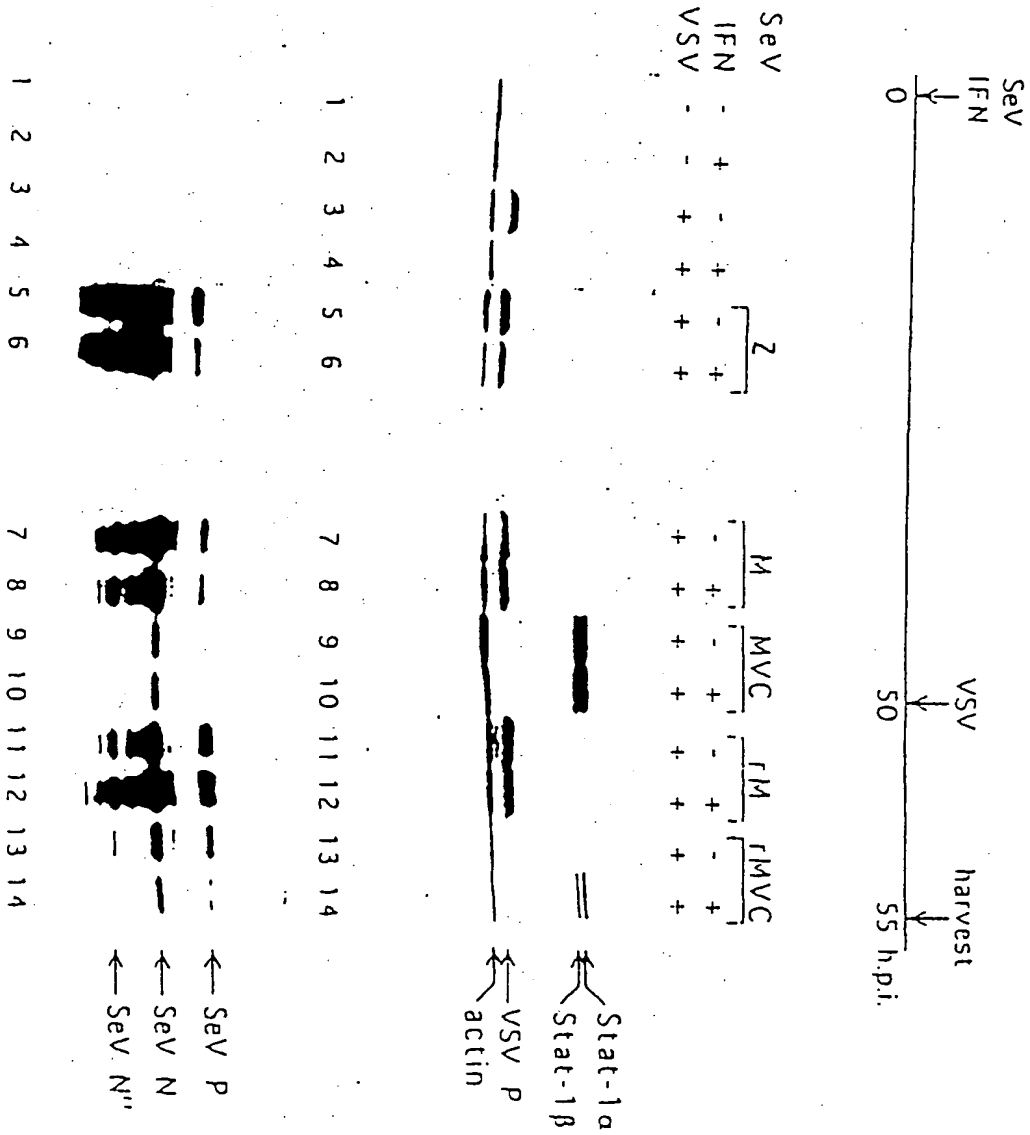 SeV
IFN VSV harvest
0 50 55 h.p.i.
SeV Z M MVC rM rMVC
IFN - + - + - + - + - + - + - +
VSV - - + + + + + + + + + + + +
Stat-1α
Stat-1β
VSV P
actin
1 2 3 4 5 6 7 8 9 10 11 12 13 14
SeV P
SeV N
SeV N'''
1 2 3 4 5 6 7 8 9 10 11 12 13 14